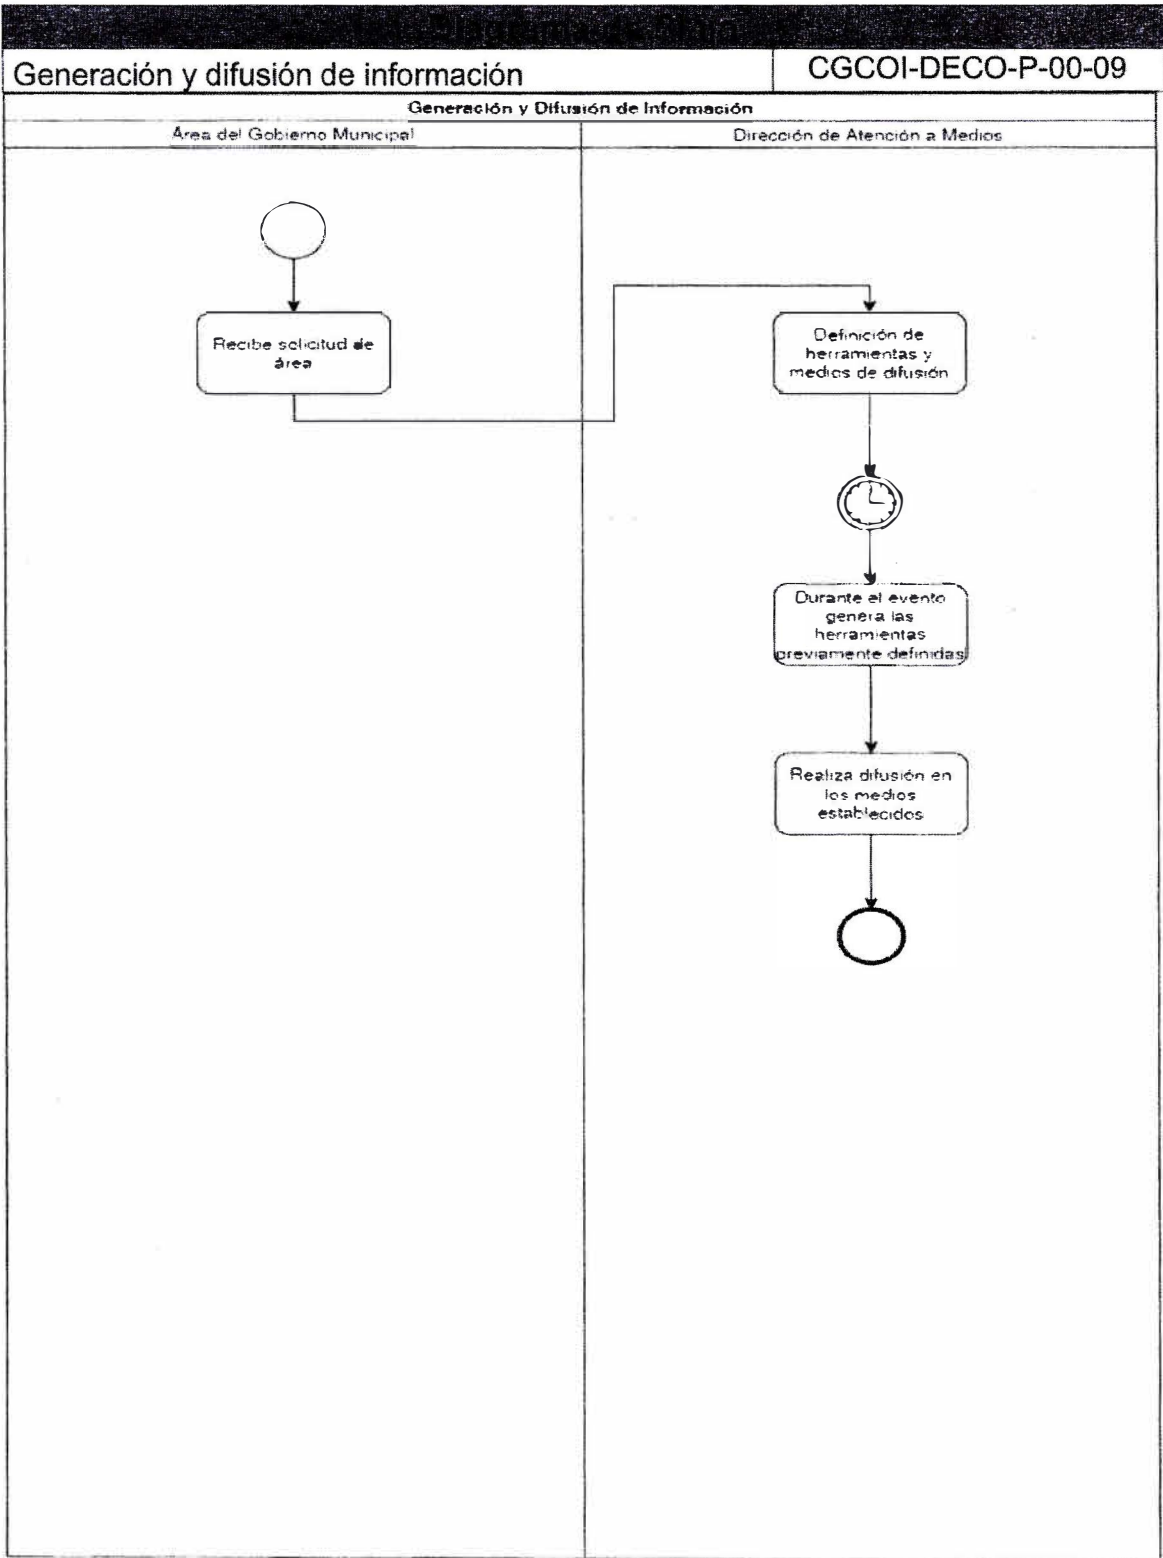 Generación y difusión de información
CGCOI-DECO-P-00-09
Generación y Difusión de Información
Área del Gobierno Municipal
Dirección de Atención a Medios
Recibe solicitud de
área
Definición de
herramientas y
medios de difusión
Durante el evento
genera las
herramientas
previamente definidas
Realiza difusión en
los medios
establecidos